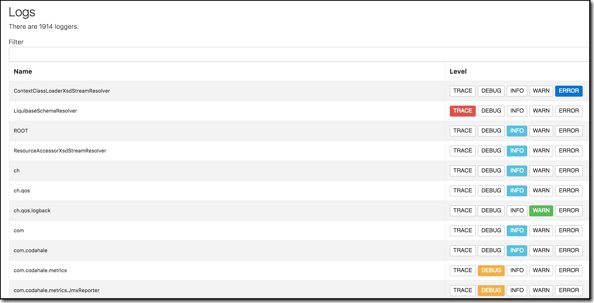 Logs
There are 1914 loggers.
Filter
Name Level
ContextClassLoaderXsdStreamResolver TRACE DEBUG INFO WARN ERROR
LiquibaseSchemaResolver TRACE DEBUG INFO WARN ERROR
ROOT TRACE DEBUG INFO WARN ERROR
ResourceAccessorXsdStreamResolver TRACE DEBUG INFO WARN ERROR
ch TRACE DEBUG INFO WARN ERROR
ch.qos TRACE DEBUG INFO WARN ERROR
ch.qos.logback TRACE DEBUG INFO WARN ERROR
com TRACE DEBUG INFO WARN ERROR
com.codahale TRACE DEBUG INFO WARN ERROR
com.codahale.metrics TRACE DEBUG INFO WARN ERROR
com.codahale.metrics.JmxReporter TRACE DEBUG INFO WARN ERROR